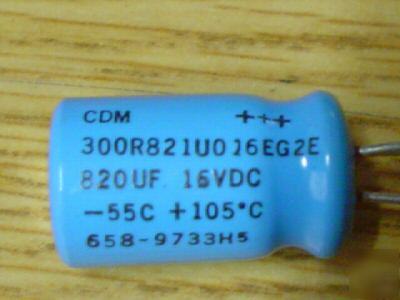 CDM +++
300R821U016EG2E
820UF 16VDC
-55C +105°C
658-9733H5